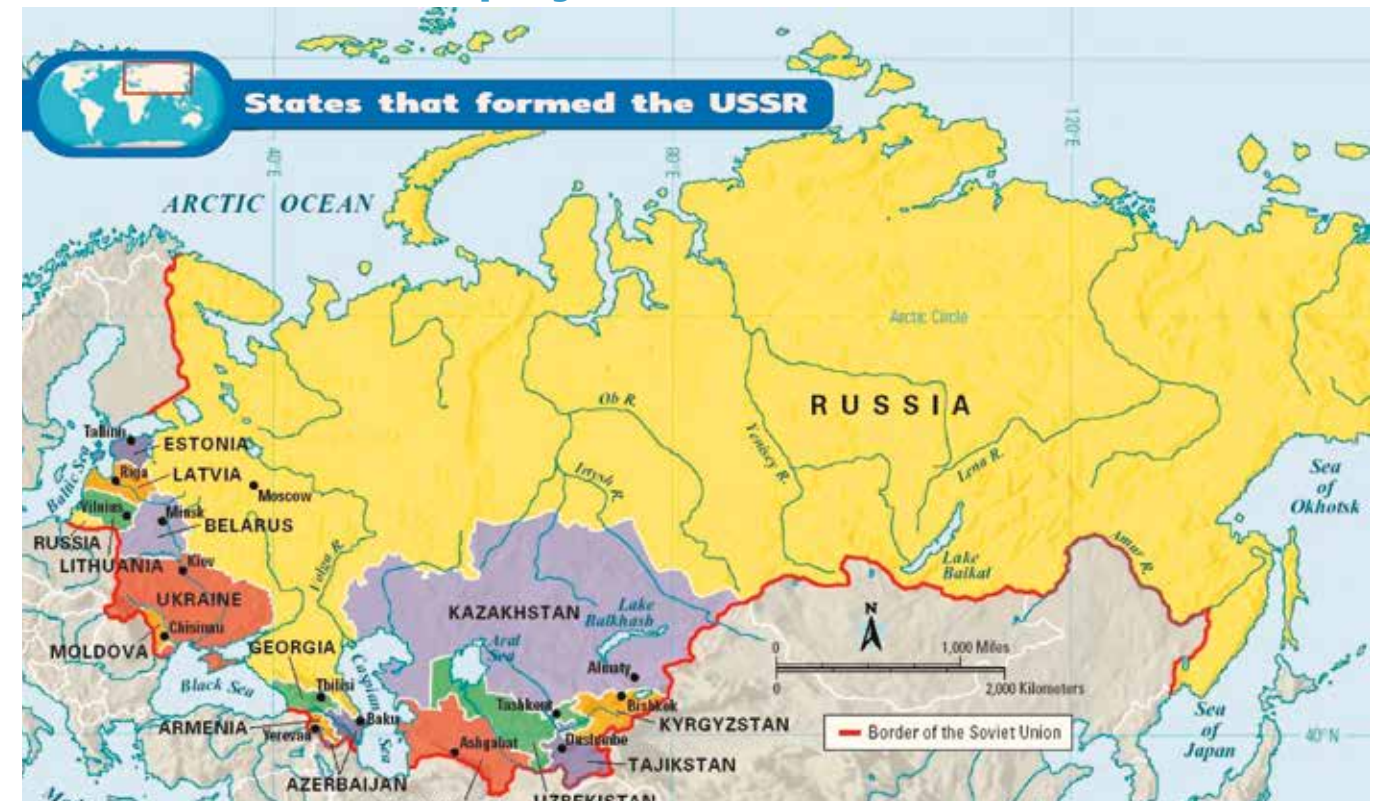 States that formed the USSR
40°E
80°E
120°E
ARCTIC OCEAN
Arctic Circle
RUSSIA
Ob R.
Yenisey R.
Lena R.
Irtysh R.
Tallinn
ESTONIA
Baltic Sea
Riga
LATVIA
Moscow
Vilnius
Minsk
BELARUS
RUSSIA
LITHUANIA
Kiev
Volga R.
UKRAINE
Chisinau
MOLDOVA
GEORGIA
KAZAKHSTAN
Lake
Balkhash
Aral
Sea
Almaty
Lake
Baikal
Amur R.
Sea
of
Okhotsk
N
0
1,000 Miles
0
2,000 Kilometers
Black Sea
Tbilisi
Caspian
Sea
Tashkent
Bishkek
KYRGYZSTAN
ARMENIA
Yerevan
Baku
Ashgabat
Dushanbe
TAJIKSTAN
AZERBAIJAN
UZBEKISTAN
Border of the Soviet Union
Sea
of
Japan
40°N